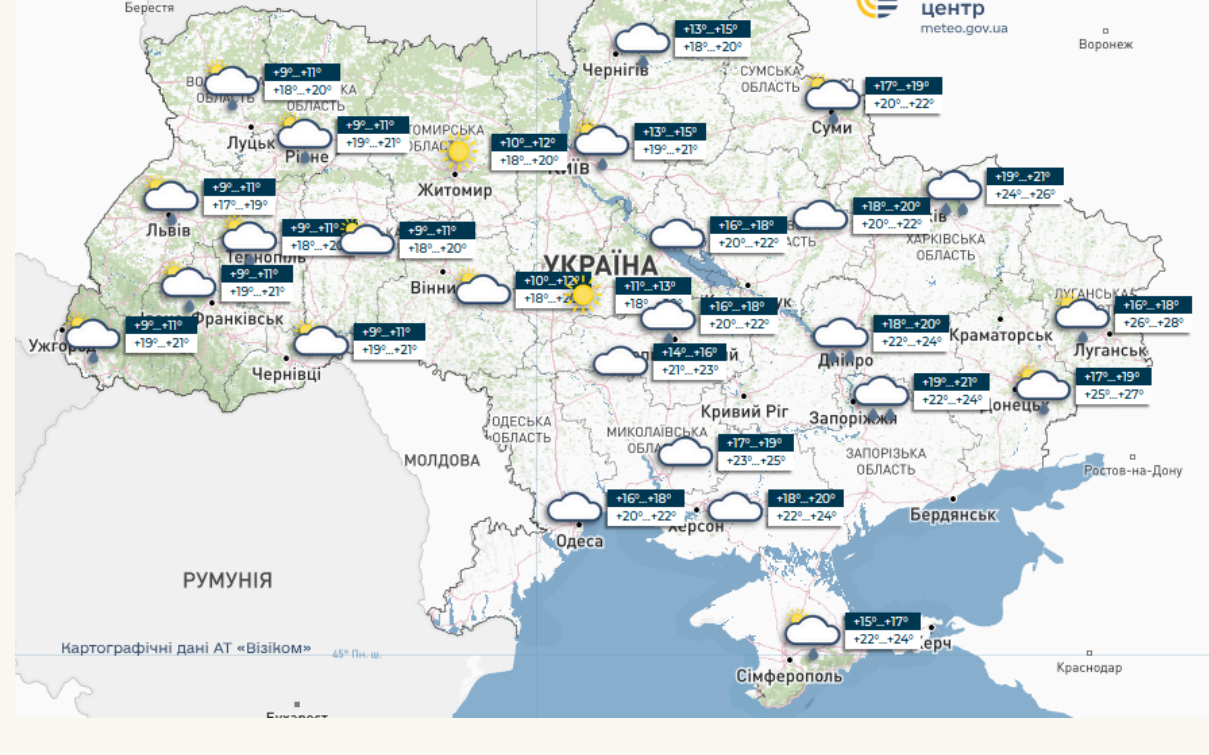 Берестя
центр
meteo.gov.ua
Воронеж
+13°...+15°
+18°...+20°
Чернігів
СУМСЬКА
ОБЛАСТЬ
+9°...+11°
+18°...+20°
ОБЛАСТЬ
ОБЛАСТЬ
+17°...+19°
+20°...+22°
Суми
Луцьк
+9°...+11°
+19°...+21°
Рівне
+10°...+12°
+18°...+20°
+13°...+15°
+19°...+21°
Київ
Житомир
+9°...+11°
+17°...+19°
Львів
+19°...+21°
+24°...+26°
+18°...+20°
+20°...+22°
ХАРКІВСЬКА
ОБЛАСТЬ
+9°...+11°
Тернопіль
+9°...+11°
+18°...+20°
+16°...+18°
+20°...+22°
УКРАЇНА
+9°...+11°
+19°...+21°
Франківськ
+10°...+12°
+11°...+13°
+16°...+18°
+20°...+22°
ЛУГАНСЬКА
+16°...+18°
+26°...+28°
Луганськ
Ужгород
+9°...+11°
+19°...+21°
+9°...+11°
+19°...+21°
Чернівці
+14°...+16°
+21°...+23°
+18°...+20°
+22°...+24°
Дніпро
Краматорськ
+19°...+21°
+22°...+24°
Запоріжжя
Донецьк
+17°...+19°
+25°...+27°
Кривий Ріг
ОДЕСЬКА
ОБЛАСТЬ
МИКОЛАЇВСЬКА
+17°...+19°
+23°...+25°
ЗАПОРІЗЬКА
ОБЛАСТЬ
МОЛДОВА
Ростов-на-Дону
+16°...+18°
+20°...+22°
Одеса
Херсон
+18°...+20°
+22°...+24°
Бердянськ
РУМУНІЯ
+15°...+17°
+22°...+24°
Керч
Сімферополь
Краснодар
Картографічні дані АТ «Візіком»
45° Пн. ш.
Бухарест